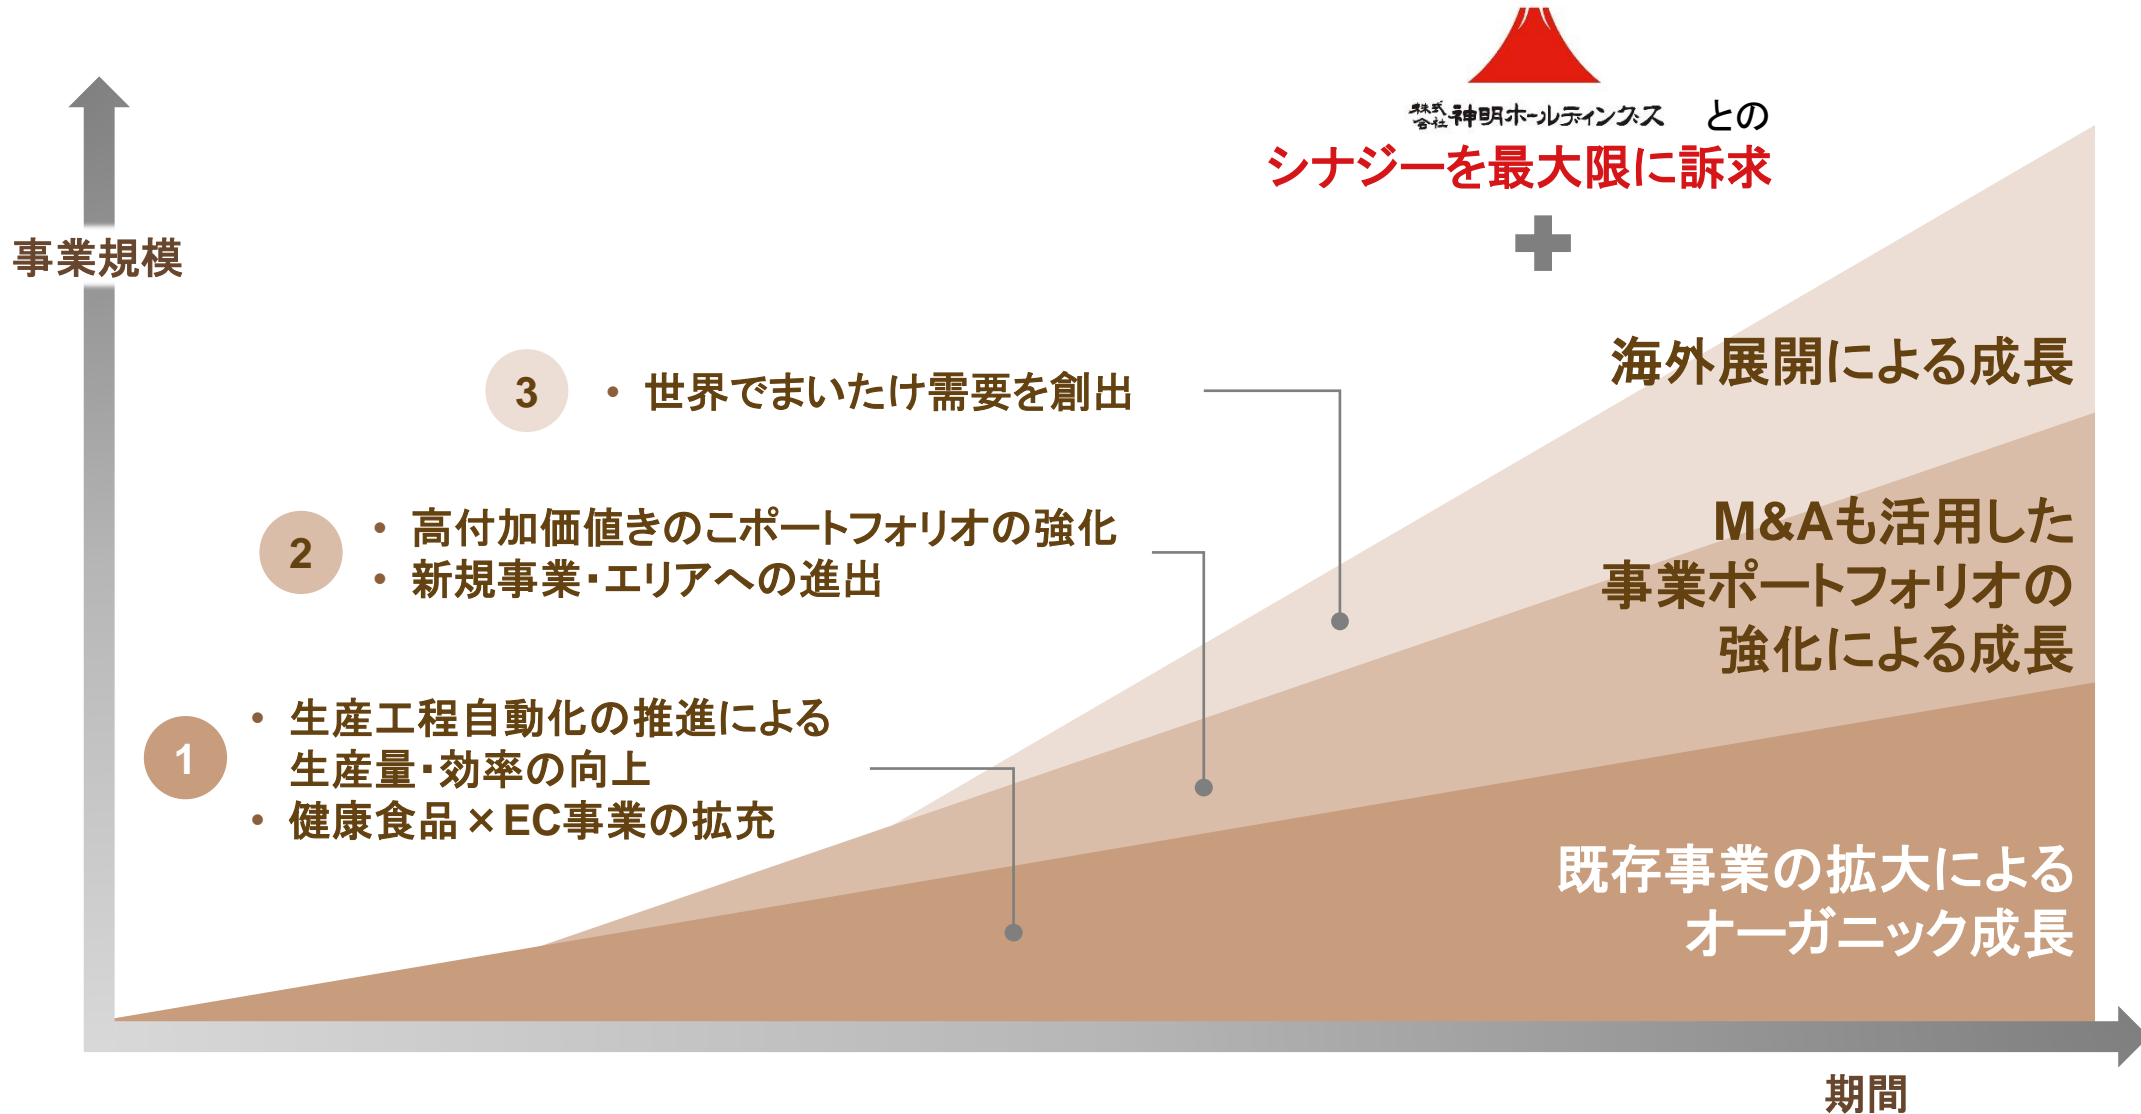 株式会社神明ホールディングス との
シナジーを最大限に訴求
事業規模
海外展開による成長
3
• 世界でまいたけ需要を創出
M&Aも活用した
事業ポートフォリオの
強化による成長
2
• 高付加価値きのこポートフォリオの強化
• 新規事業・エリアへの進出
1
• 生産工程自動化の推進による
生産量・効率の向上
• 健康食品×EC事業の拡充
既存事業の拡大による
オーガニック成長
期間